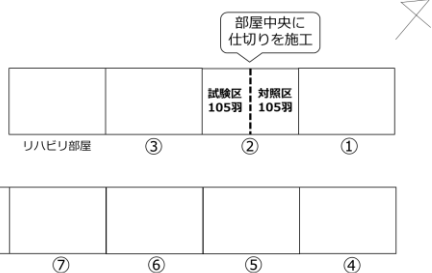 部屋中央に
仕切りを施工
試験区 対照区
105羽 105羽
リハビリ部屋 ③ ② ①
⑦ ⑥ ⑤ ④